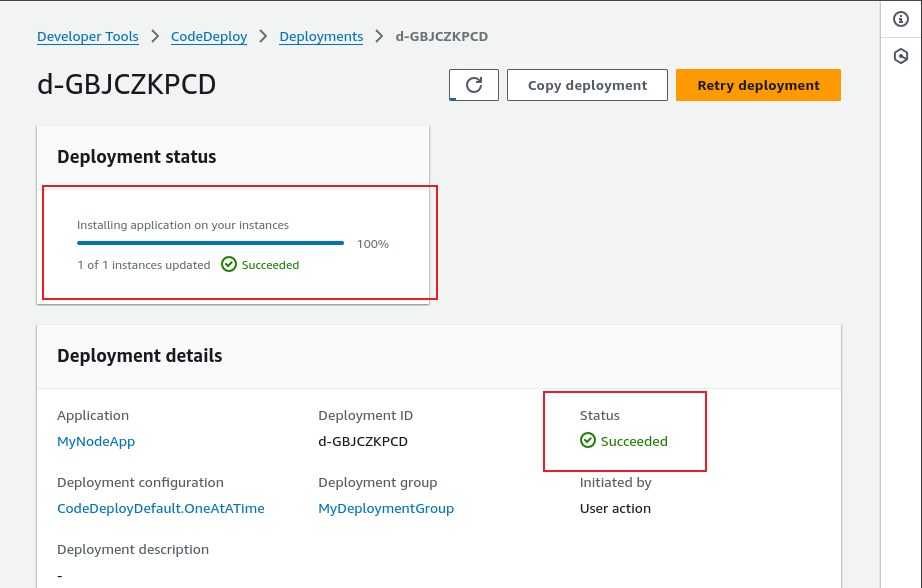 Developer Tools > CodeDeploy > Deployments > d-GBJCZKPCD
d-GBJCZKPCD
Copy deployment
Retry deployment
Deployment status
Installing application on your instances
100%
1 of 1 instances updated Succeeded
Deployment details
Application Deployment ID Status
MyNodeApp d-GBJCZKPCD Succeeded
Deployment configuration Deployment group Initiated by
CodeDeployDefault.OneAtATime MyDeploymentGroup User action
Deployment description
-